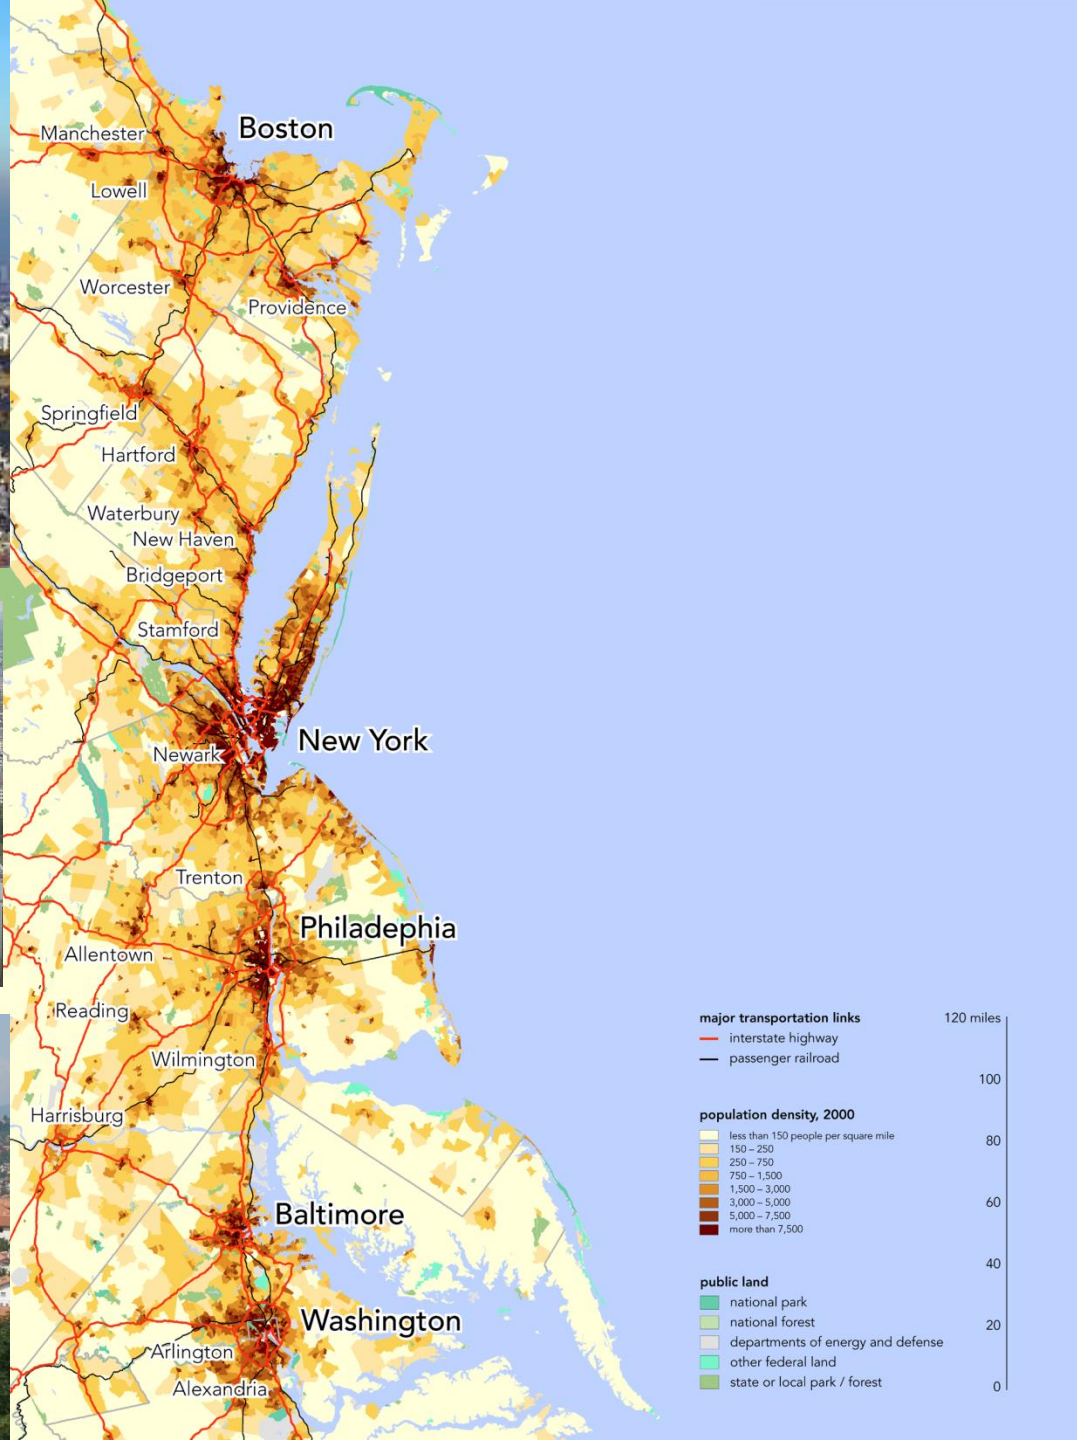 Boston
Manchester
Lowell
Worcester
Providence
Springfield
Hartford
Waterbury
New Haven
Bridgeport
Stamford
New York
Newark
Trenton
Philadephia
Allentown
Reading
Wilmington
Harrisburg
Baltimore
Washington
Arlington
Alexandria
major transportation links
interstate highway
passenger railroad
population density, 2000
less than 150 people per square mile
150 – 250
250 – 750
750 – 1,500
1,500 – 3,000
3,000 – 5,000
5,000 – 7,500
more than 7,500
public land
national park
national forest
departments of energy and defense
other federal land
state or local park / forest
120 miles
100
80
60
40
20
0